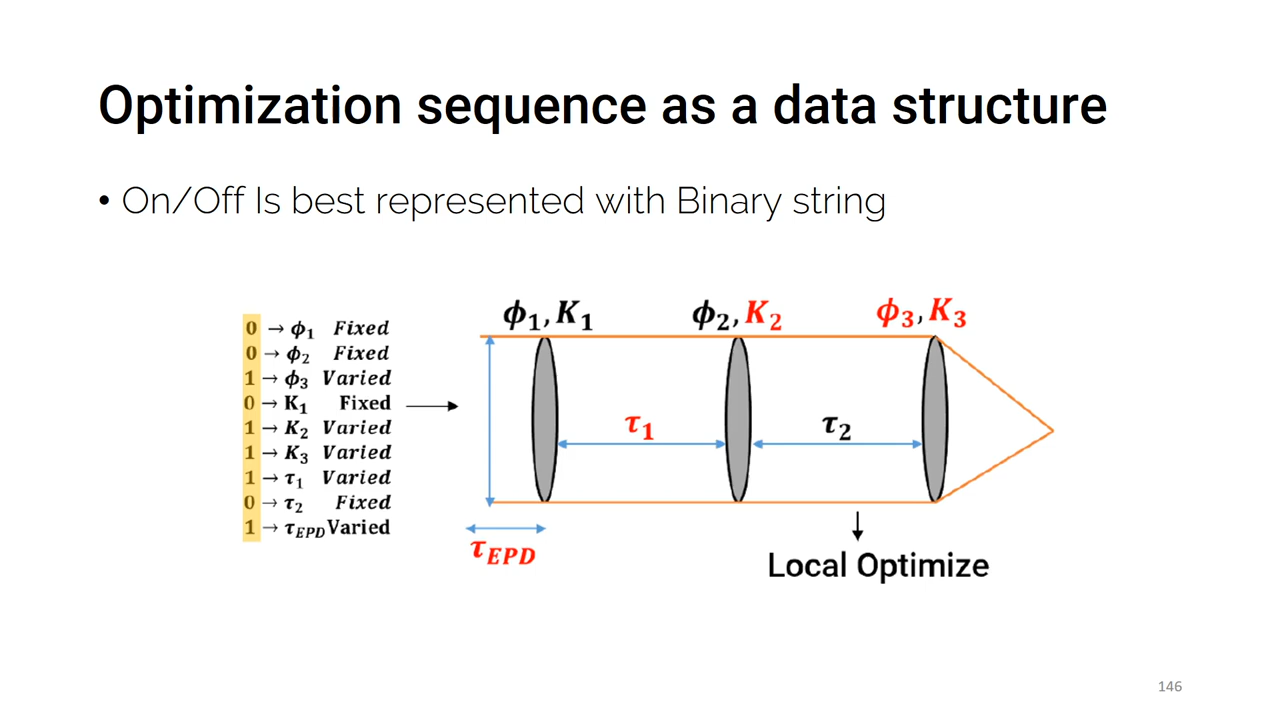 Optimization sequence as a data structure
• On/Off Is best represented with Binary string
0 → ϕ1 Fixed
0 → ϕ2 Fixed
1 → ϕ3 Varied
0 → K1 Fixed
1 → K2 Varied
1 → K3 Varied
1 → τ1 Varied
0 → τ2 Fixed
1 → τEPD Varied
ϕ1, K1
ϕ2, K2
ϕ3, K3
τ1
τ2
τEPD
Local Optimize
146